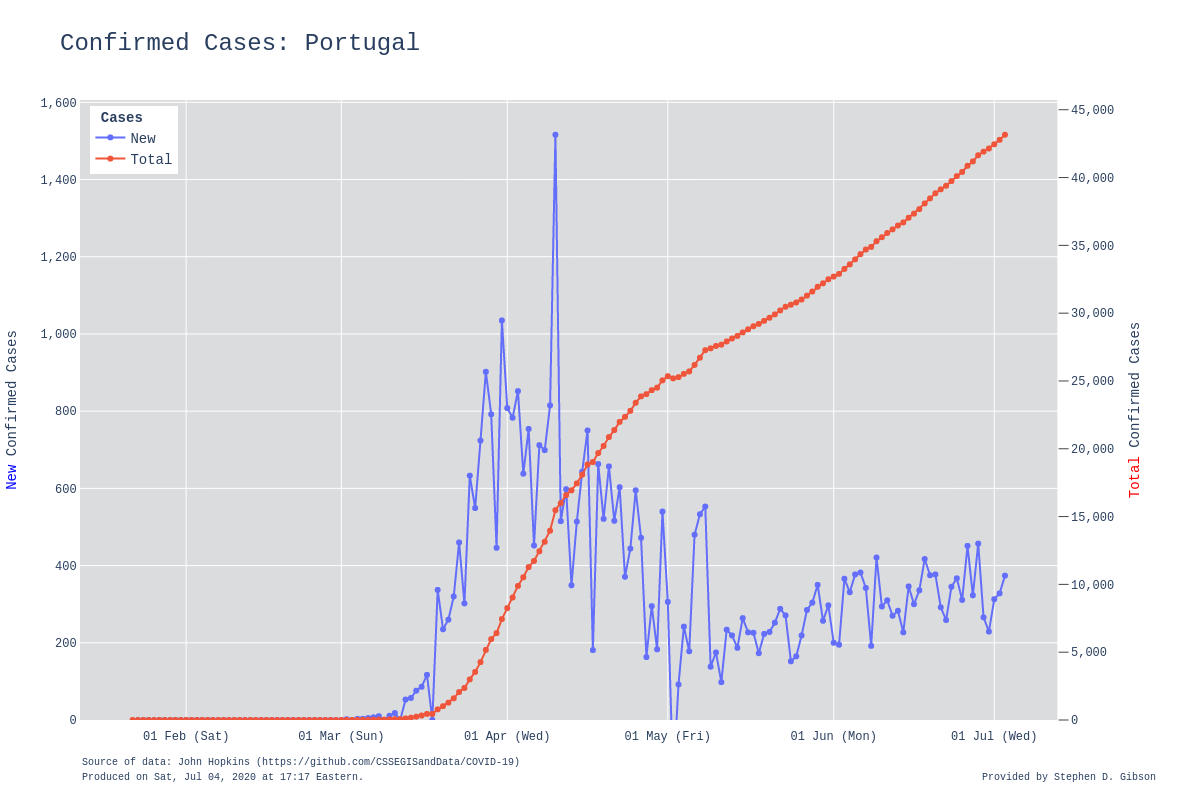 Confirmed Cases: Portugal
Cases
New
Total
1,600
1,400
1,200
1,000
800
600
400
200
0
New Confirmed Cases
45,000
40,000
35,000
30,000
25,000
20,000
15,000
10,000
5,000
0
Total Confirmed Cases
01 Feb (Sat)
01 Mar (Sun)
01 Apr (Wed)
01 May (Fri)
01 Jun (Mon)
01 Jul (Wed)
Source of data: John Hopkins (https://github.com/CSSEGISandData/COVID-19)
Produced on Sat, Jul 04, 2020 at 17:17 Eastern.
Provided by Stephen D. Gibson